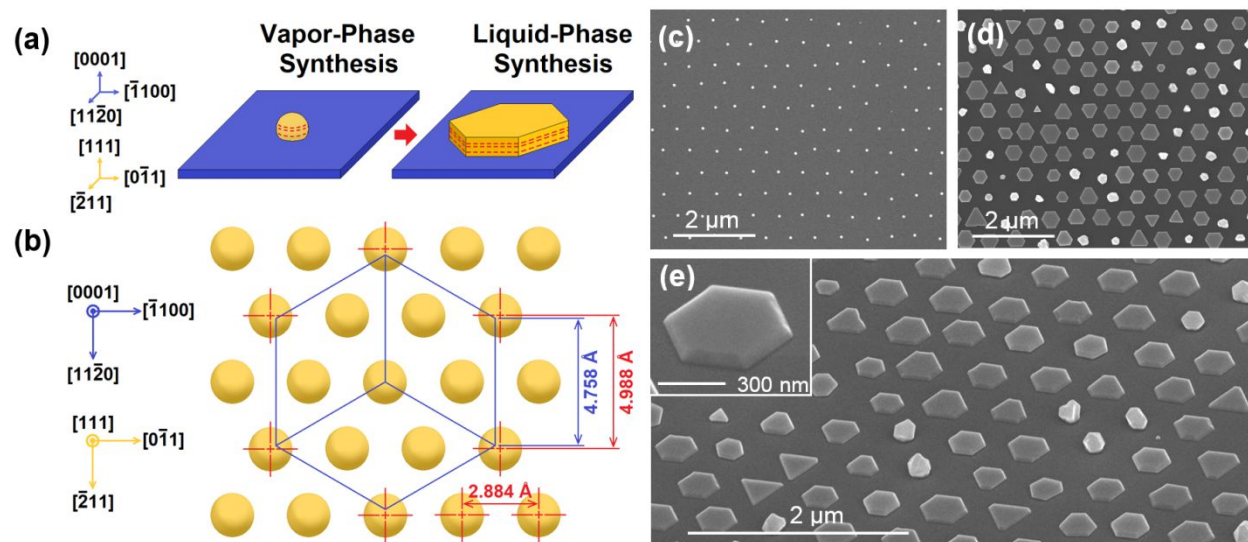 (a)
Vapor-Phase
Synthesis
Liquid-Phase
Synthesis
[0001]
[1̄100]
[112̄0]
[111]
[01̄1]
[2̄11]
(b)
[0001]
[1̄100]
[112̄0]
[111]
[01̄1]
[2̄11]
4.758 Å
4.988 Å
2.884 Å
(c)
2 µm
(d)
2 µm
(e)
300 nm
2 µm